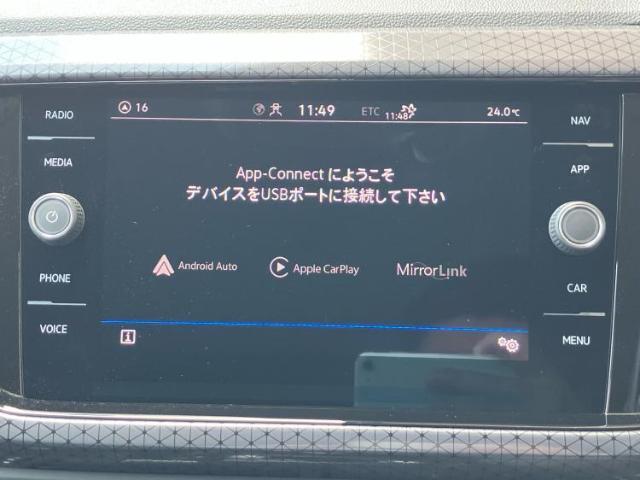 RADIO
MEDIA
PHONE
VOICE
16
11:49
ETC
11:48
24.0℃
App-Connect にようこそ
デバイスをUSBポートに接続して下さい
Android Auto
Apple CarPlay
MirrorLink
i
NAV
APP
CAR
MENU